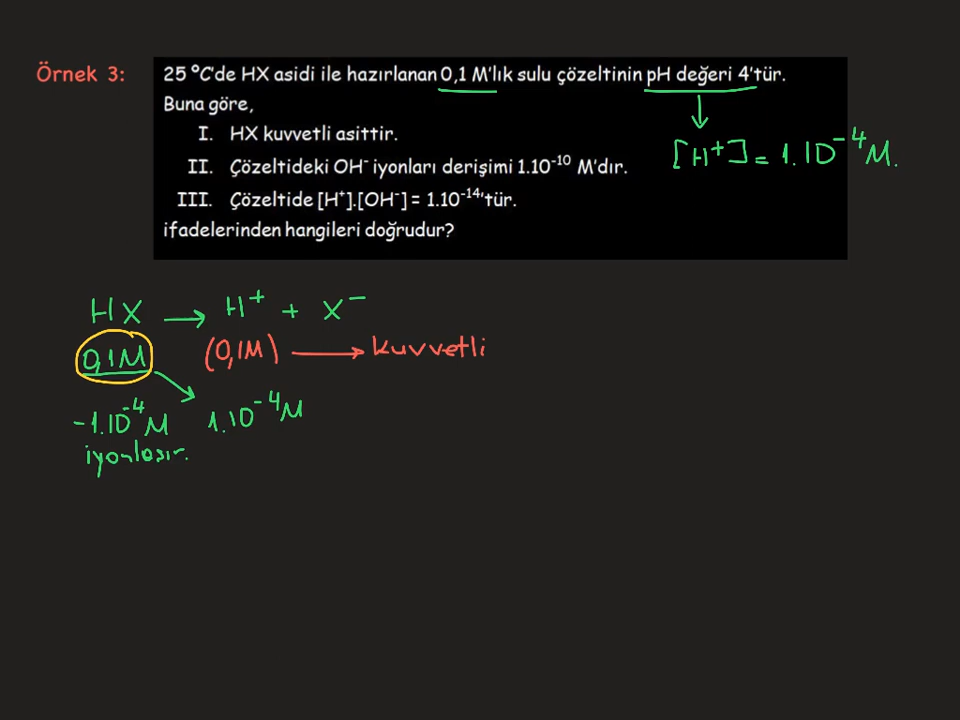 Örnek 3:
25 °C'de HX asidi ile hazırlanan 0,1 M'lık sulu çözeltinin pH değeri 4'tür.
Buna göre,
I. HX kuvvetli asittir.
II. Çözeltideki OH⁻ iyonları derişimi 1.10⁻¹⁰ M'dır.
III. Çözeltide [H⁺].[OH⁻] = 1.10⁻¹⁴'tür.
ifadelerinden hangileri doğrudur?
[H⁺] = 1.10⁻⁴ M.
HX → H⁺ + X⁻
0,1M (0,1M) → kuvvetli
-1.10⁻⁴ M 1.10⁻⁴ M
iyonlaşır.